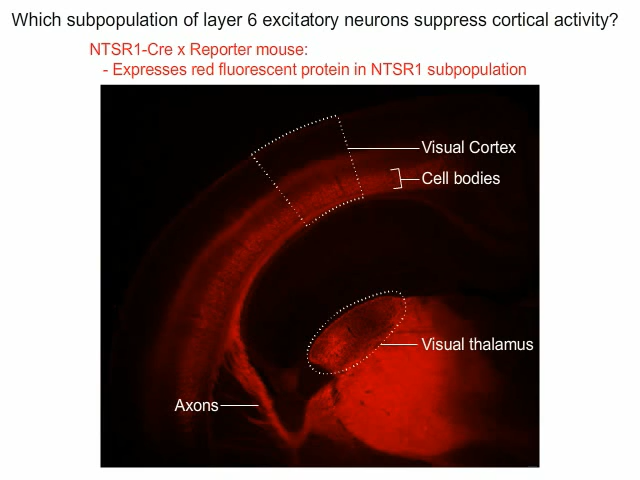 Which subpopulation of layer 6 excitatory neurons suppress cortical activity?
NTSR1-Cre x Reporter mouse:
- Expresses red fluorescent protein in NTSR1 subpopulation
Visual Cortex
Cell bodies
Visual thalamus
Axons